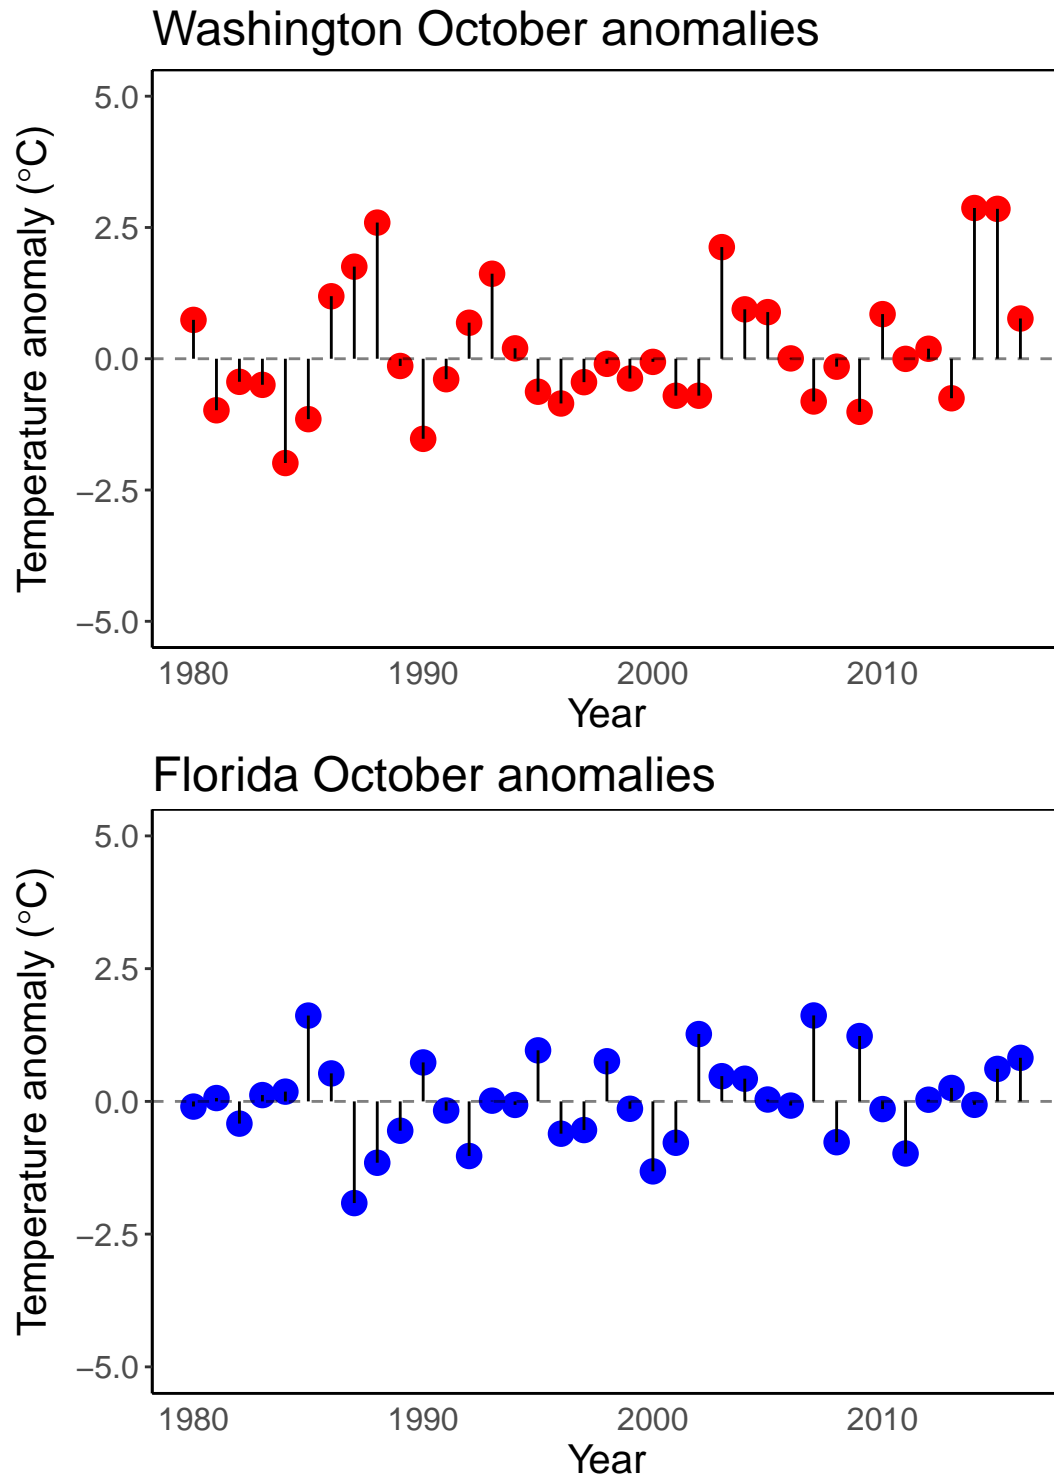 Washington October anomalies
Temperature anomaly (°C)
5.0
2.5
0.0
−2.5
−5.0
1980 1990 2000 2010
Year
Florida October anomalies
Temperature anomaly (°C)
5.0
2.5
0.0
−2.5
−5.0
1980 1990 2000 2010
Year